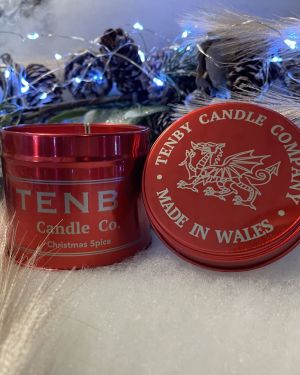 TENB
Candle Co.
Christmas Spice
· TENBY CANDLE COMPANY ·
MADE IN WALES